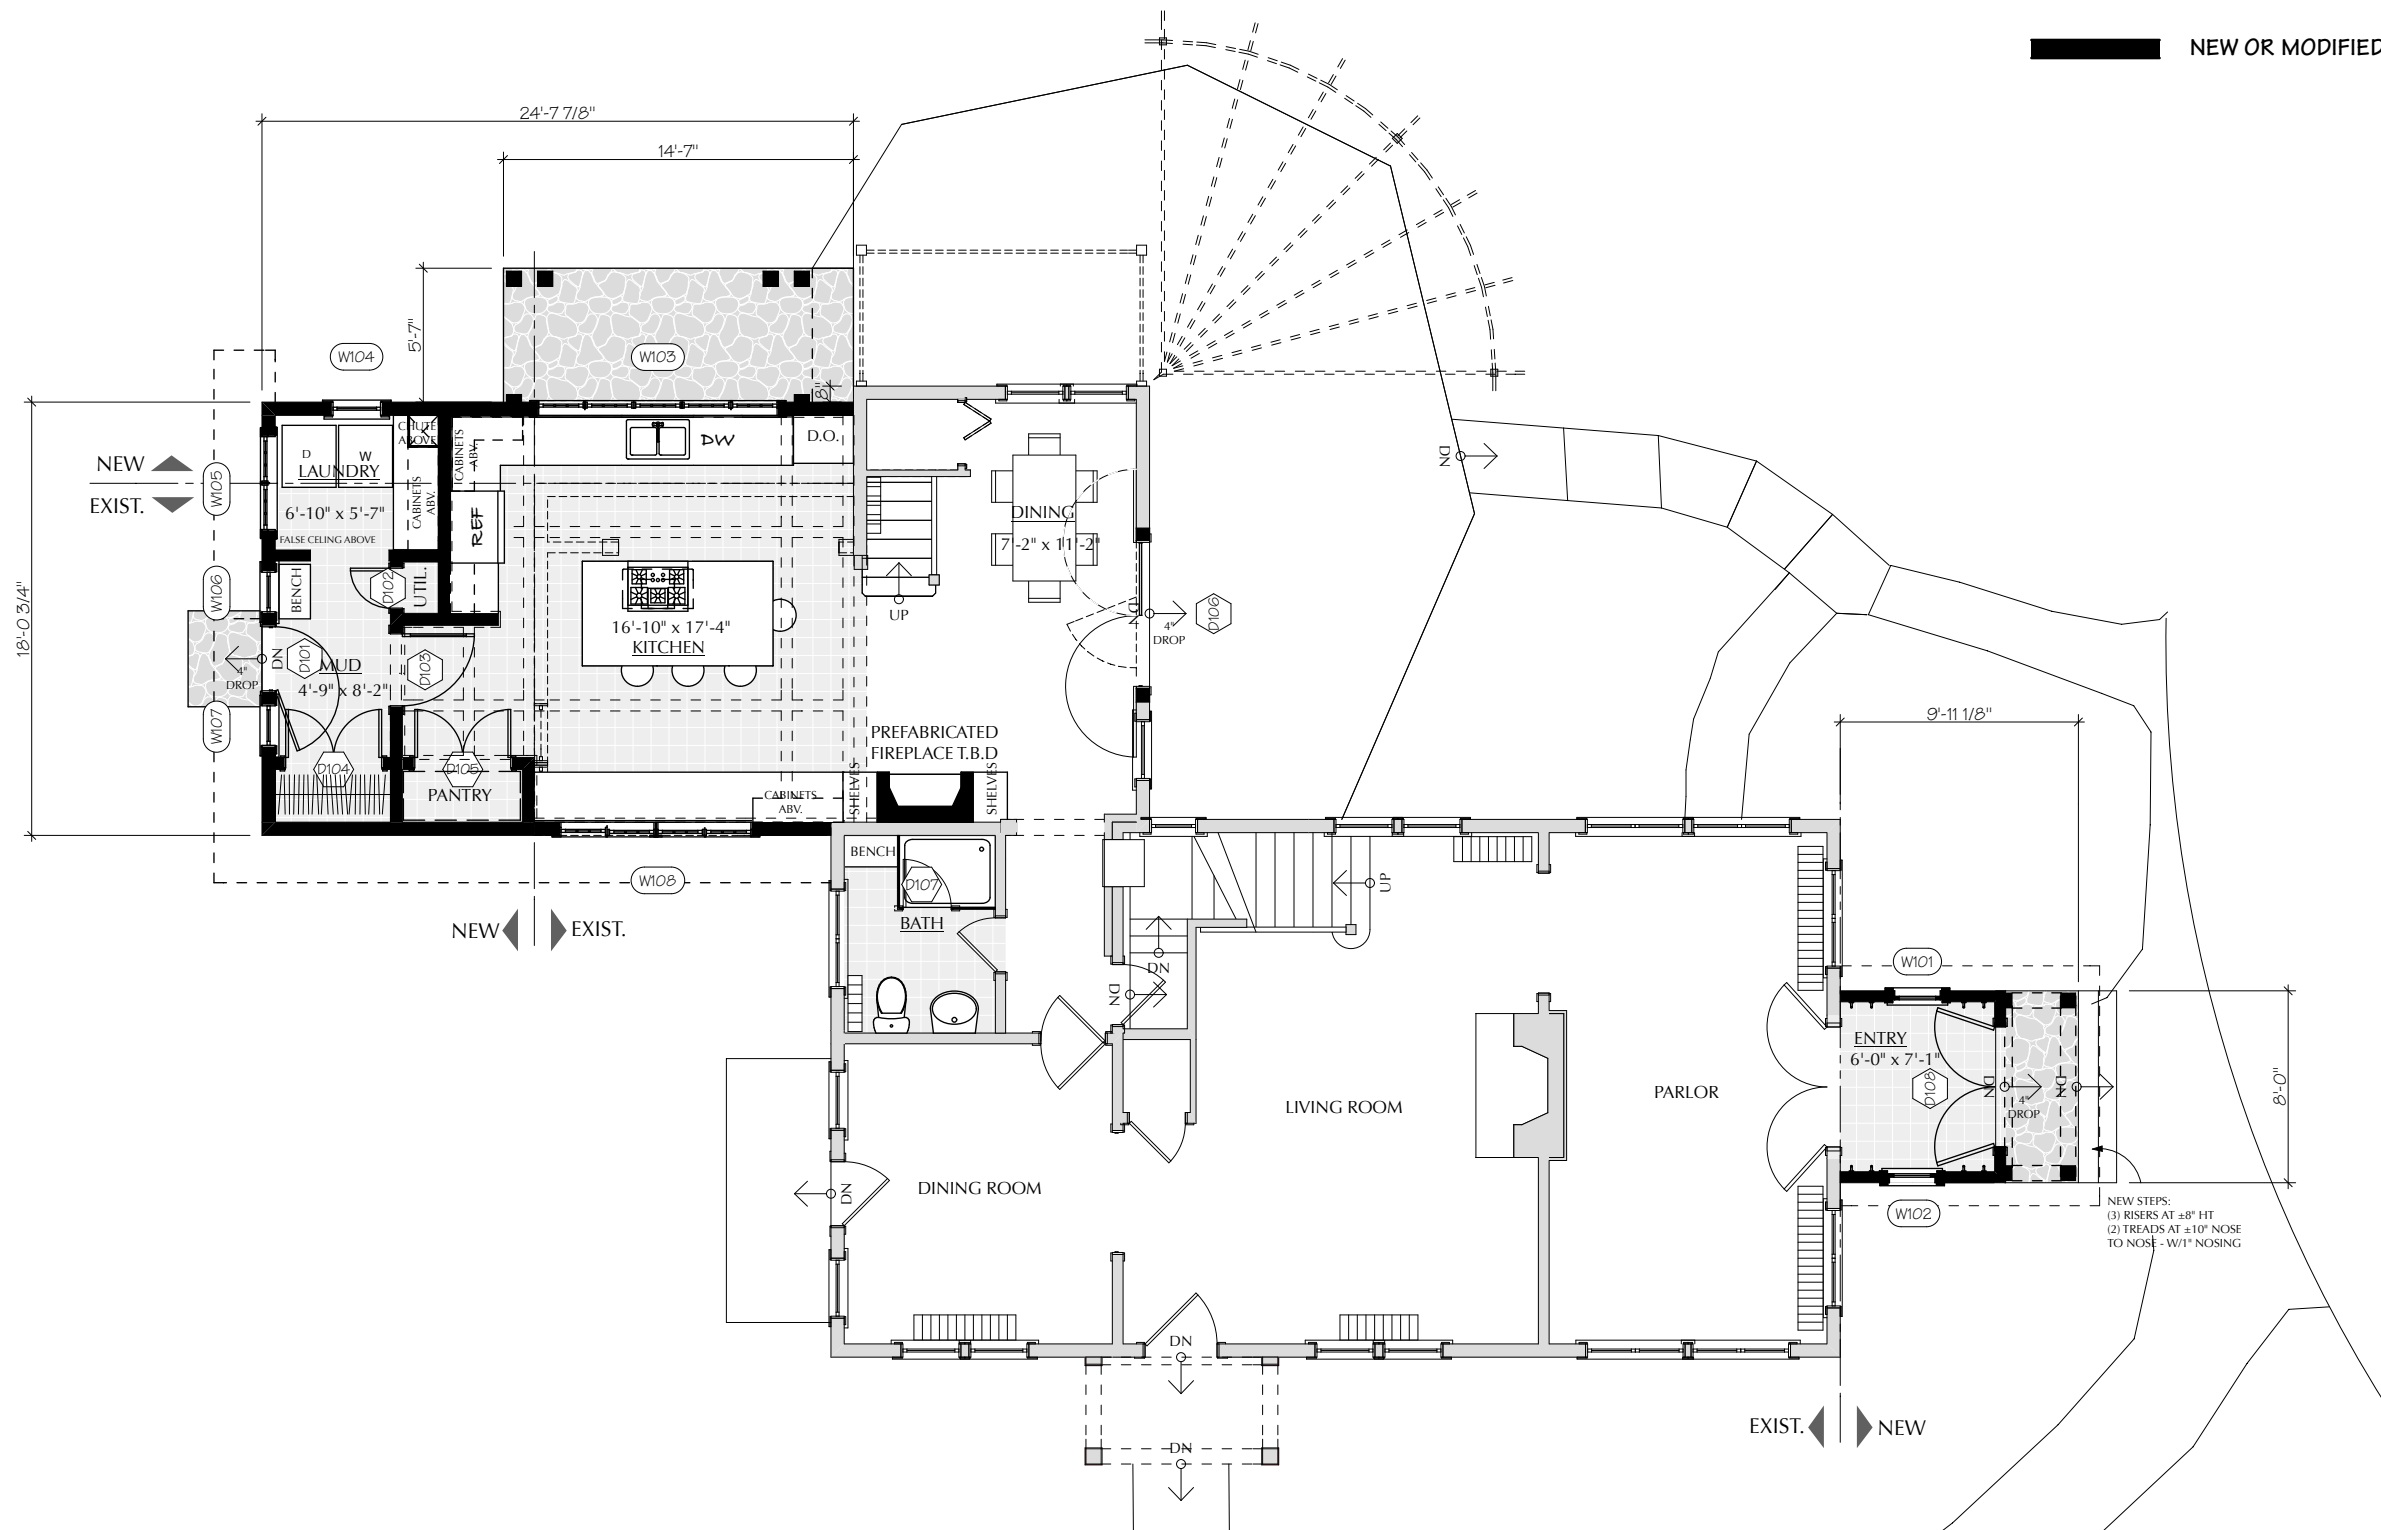 NEW OR MODIFIED
24'-7 7/8"
14'-7"
5'-7"
W104
W103
8"
18'-0 3/4"
NEW
EXIST.
W105
W106
W107
CHUTE
ABOVE
D
W
LAUNDRY
6'-10" x 5'-7"
FALSE CELING ABOVE
CABINETS
ABV.
CABINETS
ABV.
REF
DW
D.O.
BENCH
D102
UTIL.
D101
DN
4"
DROP
MUD
4'-9" x 8'-2"
D103
D104
D105
PANTRY
16'-10" x 17'-4"
KITCHEN
UP
DINING
7'-2" x 11'-2"
DN
4"
DROP
D106
DN
PREFABRICATED
FIREPLACE T.B.D
SHELVES
SHELVES
CABINETS
ABV.
W108
NEW
EXIST.
BENCH
D107
BATH
UP
DN
DN
9'-11 1/8"
W101
ENTRY
6'-0" x 7'-1"
D108
DN
4"
DROP
DN
8'-0"
W102
NEW STEPS:
(3) RISERS AT ±8" HT
(2) TREADS AT ±10" NOSE
TO NOSE - W/1" NOSING
LIVING ROOM
PARLOR
DINING ROOM
DN
DN
DN
EXIST.
NEW